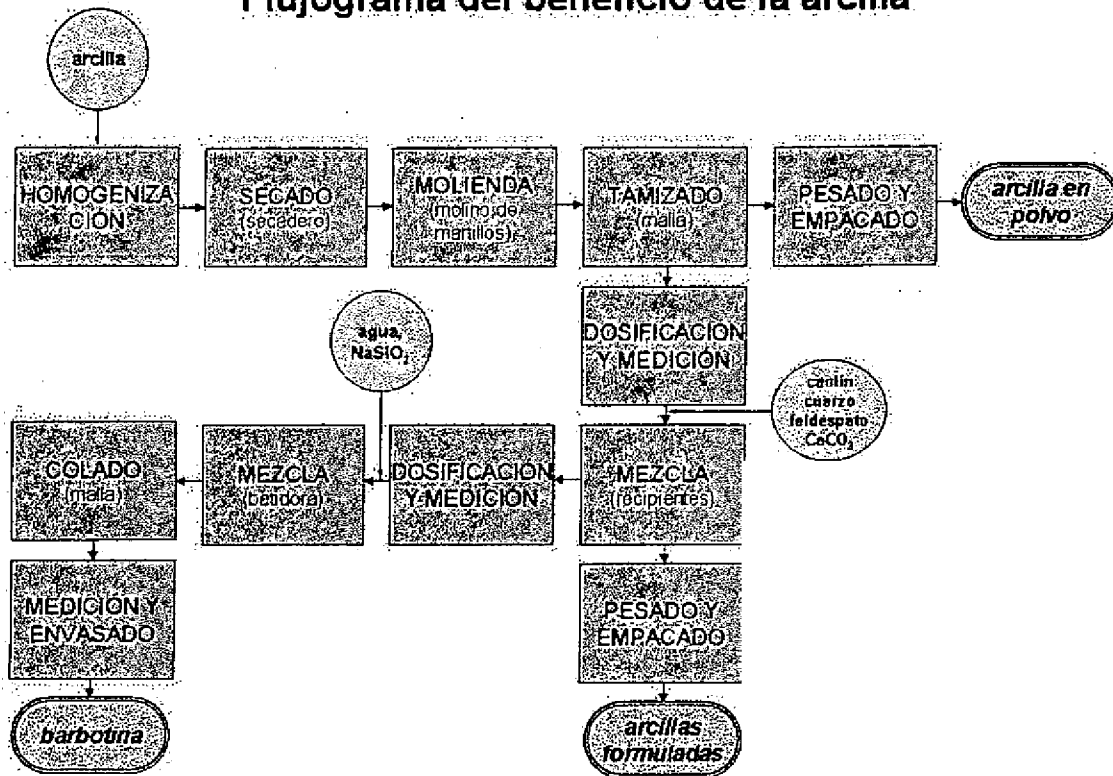 Flujograma del beneficio de la arcilla
arcilla
HOMOGENIZA
CIÓN
SECADO
(secadero)
MOLIENDA
(molino de
martillos)
TAMIZADO
(malla)
PESADO Y
EMPACADO
arcilla en
polvo
agua,
NaSiO₃
DOSIFICACIÓN
Y MEDICIÓN
caolín
cuarzo
feldespato
CaCO₃
COLADO
(malla)
MEZCLA
(batidora)
DOSIFICACIÓN
Y MEDICIÓN
MEZCLA
(recipientes)
MEDICIÓN Y
ENVASADO
PESADO Y
EMPACADO
barbotina
arcillas
formuladas